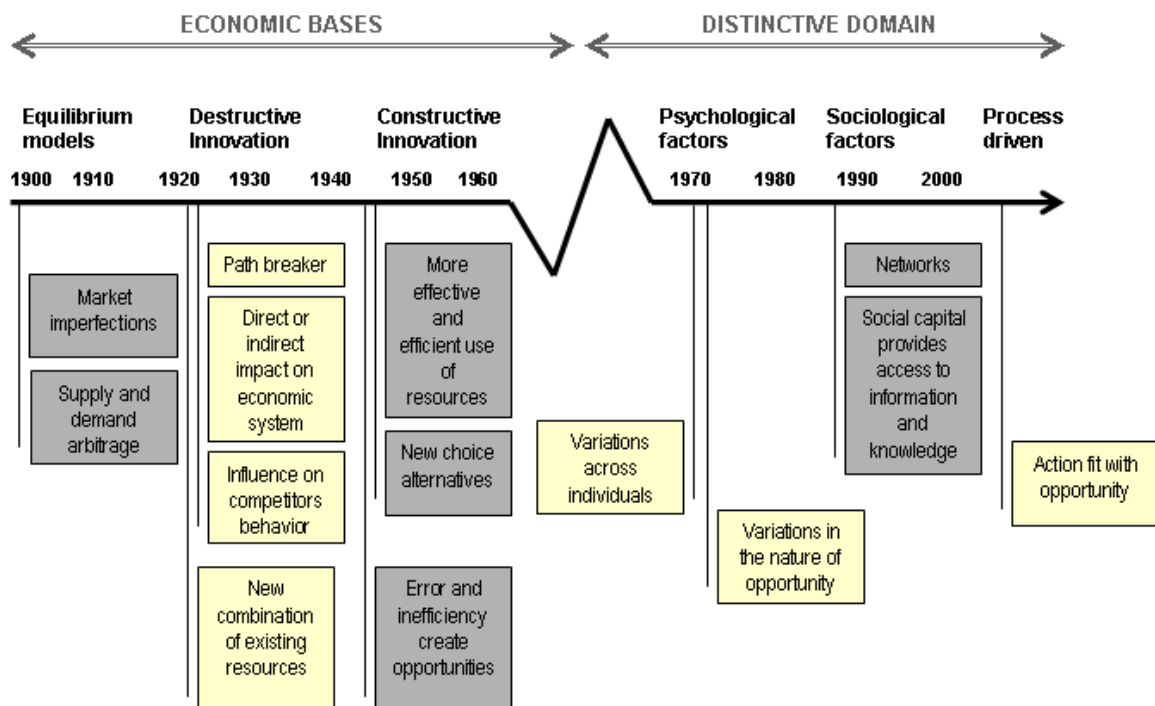 ECONOMIC BASES
DISTINCTIVE DOMAIN
Equilibrium
models
Destructive
Innovation
Constructive
Innovation
Psychological
factors
Sociological
factors
Process
driven
1900 1910 1920 1930 1940 1950 1960 1970 1980 1990 2000
Market
imperfections
Supply and
demand
arbitrage
Path breaker
Direct or
indirect
impact on
economic
system
Influence on
competitors
behavior
New
combination
of existing
resources
More
effective
and
efficient use
of
resources
New choice
alternatives
Error and
inefficiency
create
opportunities
Variations
across
individuals
Variations in
the nature of
opportunity
Networks
Social capital
provides
access to
information
and
knowledge
Action fit with
opportunity